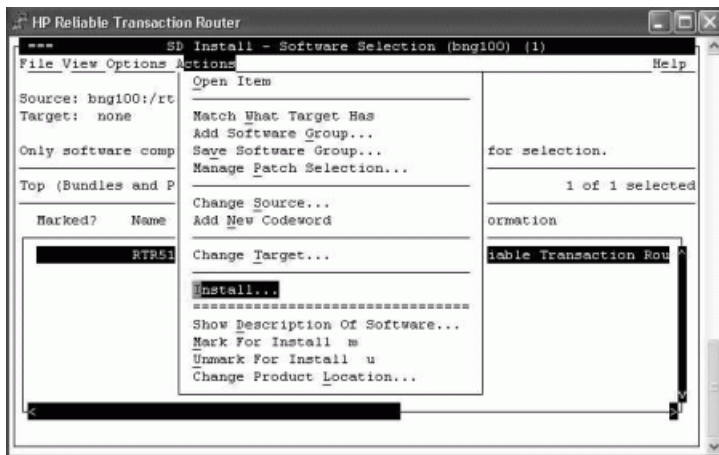 HP Reliable Transaction Router
=== SD Install - Software Selection (bng100) (1)
File View Options Actions Help
Open Item
Source: bng100:/rt
Target: none Match What Target Has
Add Software Group...
Only software comp Save Software Group... for selection.
Manage Patch Selection...
Top (Bundles and P 1 of 1 selected
Change Source...
Marked? Name Add New Codeword ormation
RTR51 Change Target... iable Transaction Rou ^
Install...
==============================
Show Description Of Software...
Mark For Install m
Unmark For Install u
Change Product Location...
v
< >